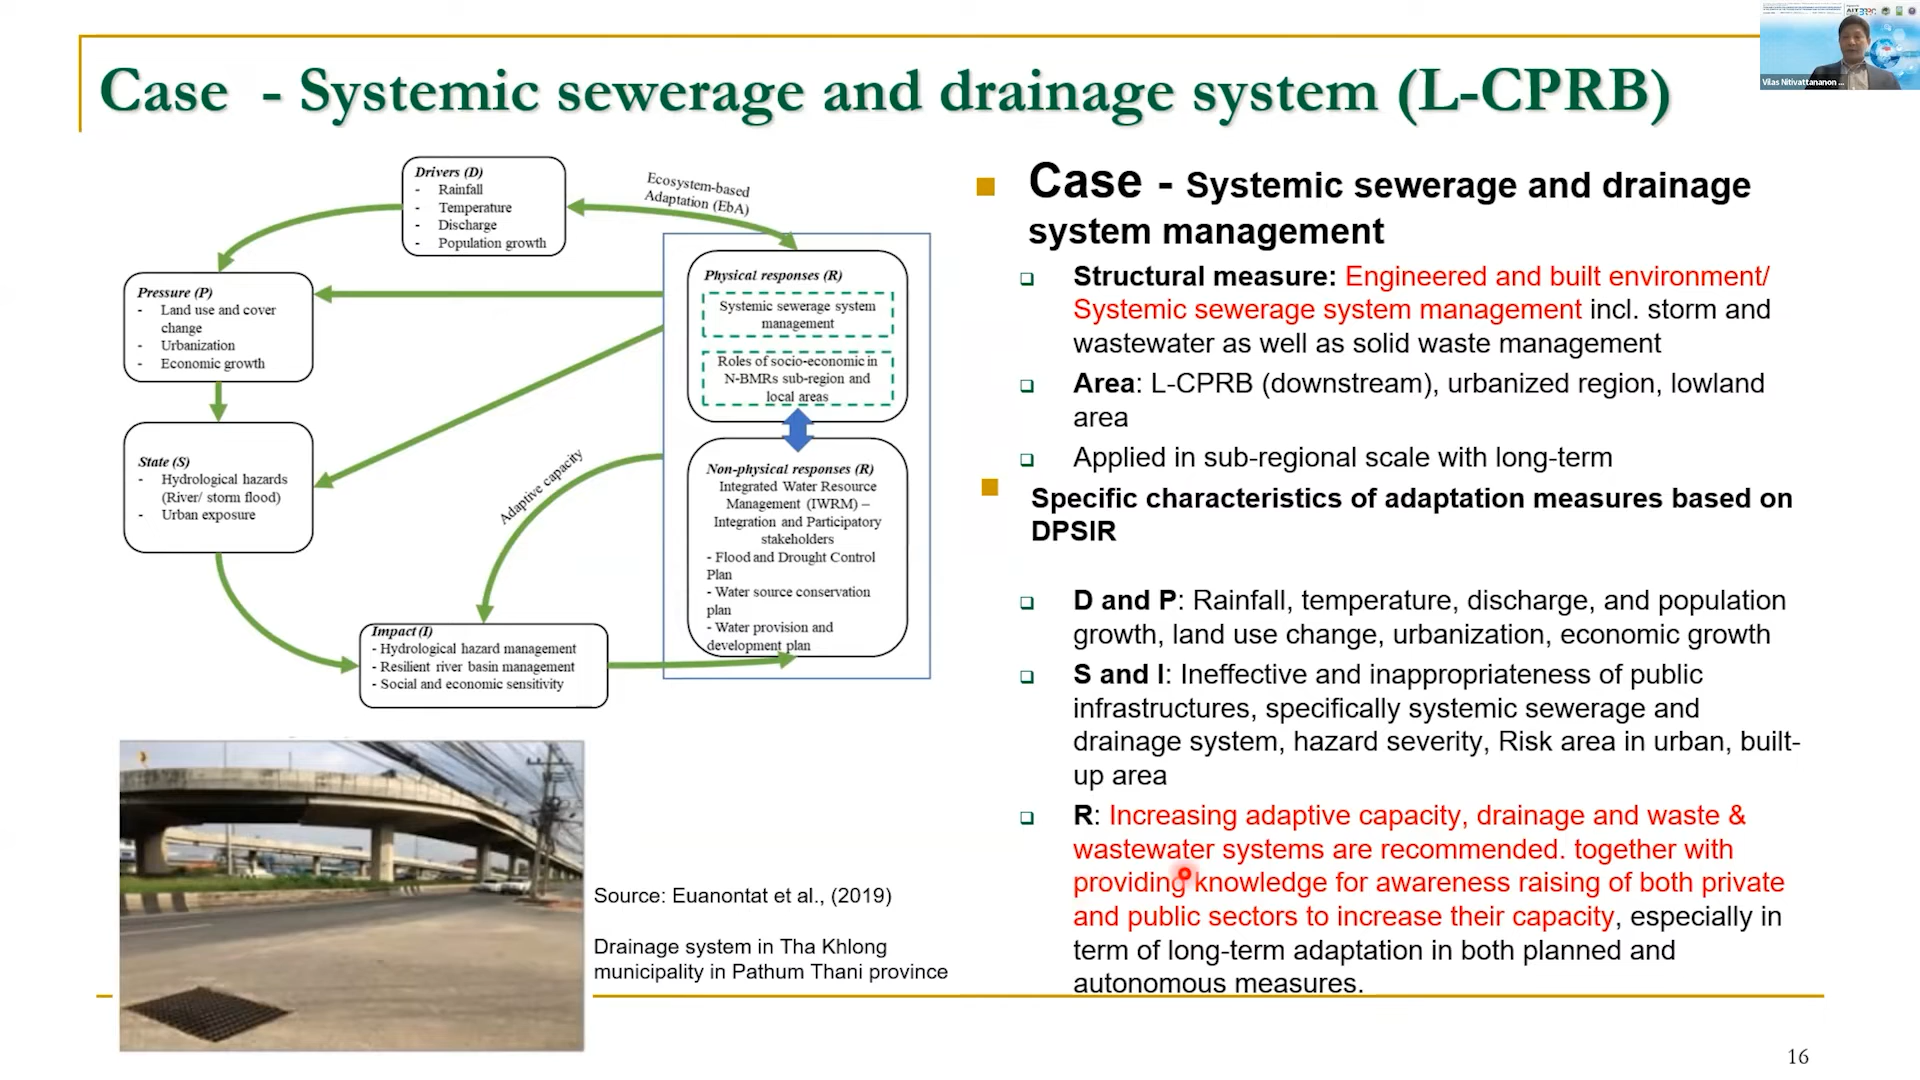 Case - Systemic sewerage and drainage system (L-CPRB)
Vilas Nitivattananon ...
Drivers (D)
- Rainfall
- Temperature
- Discharge
- Population growth
Ecosystem-based
Adaptation (EbA)
Pressure (P)
- Land use and cover
change
- Urbanization
- Economic growth
State (S)
- Hydrological hazards
(River/ storm flood)
- Urban exposure
Physical responses (R)
Systemic sewerage system
management
Roles of socio-economic in
N-BMRs sub-region and
local areas
Adaptive capacity
Non-physical responses (R)
Integrated Water Resource
Management (IWRM) –
Integration and Participatory
stakeholders
- Flood and Drought Control
Plan
- Water source conservation
plan
- Water provision and
development plan
Impact (I)
- Hydrological hazard management
- Resilient river basin management
- Social and economic sensitivity
Source: Euanontat et al., (2019)
Drainage system in Tha Khlong
municipality in Pathum Thani province
Case - Systemic sewerage and drainage
system management
Structural measure: Engineered and built environment/
Systemic sewerage system management incl. storm and
wastewater as well as solid waste management
Area: L-CPRB (downstream), urbanized region, lowland
area
Applied in sub-regional scale with long-term
Specific characteristics of adaptation measures based on
DPSIR
D and P: Rainfall, temperature, discharge, and population
growth, land use change, urbanization, economic growth
S and I: Ineffective and inappropriateness of public
infrastructures, specifically systemic sewerage and
drainage system, hazard severity, Risk area in urban, built-
up area
R: Increasing adaptive capacity, drainage and waste &
wastewater systems are recommended. together with
providing knowledge for awareness raising of both private
and public sectors to increase their capacity, especially in
term of long-term adaptation in both planned and
autonomous measures.
16